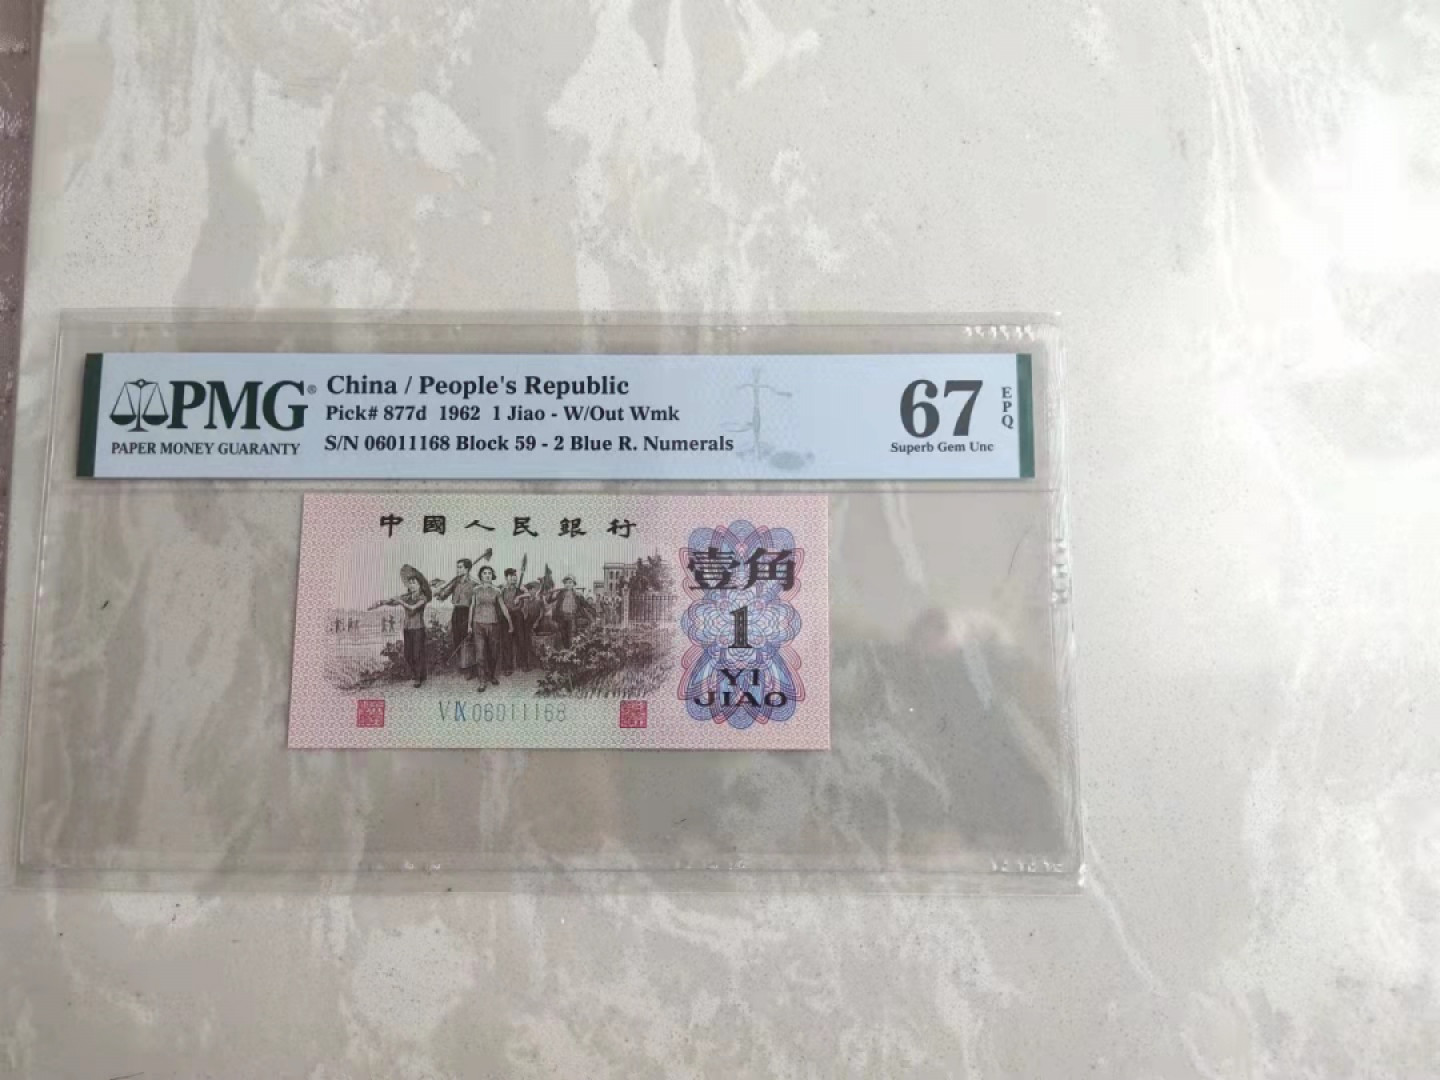 PMG®
PAPER MONEY GUARANTY
China / People's Republic
Pick# 877d 1962 1 Jiao - W/Out Wmk
S/N 06011168 Block 59 - 2 Blue R. Numerals
67
EPQ
Superb Gem Unc
中國人民銀行
壹角
1
YI
JIAO
VIX 06011168